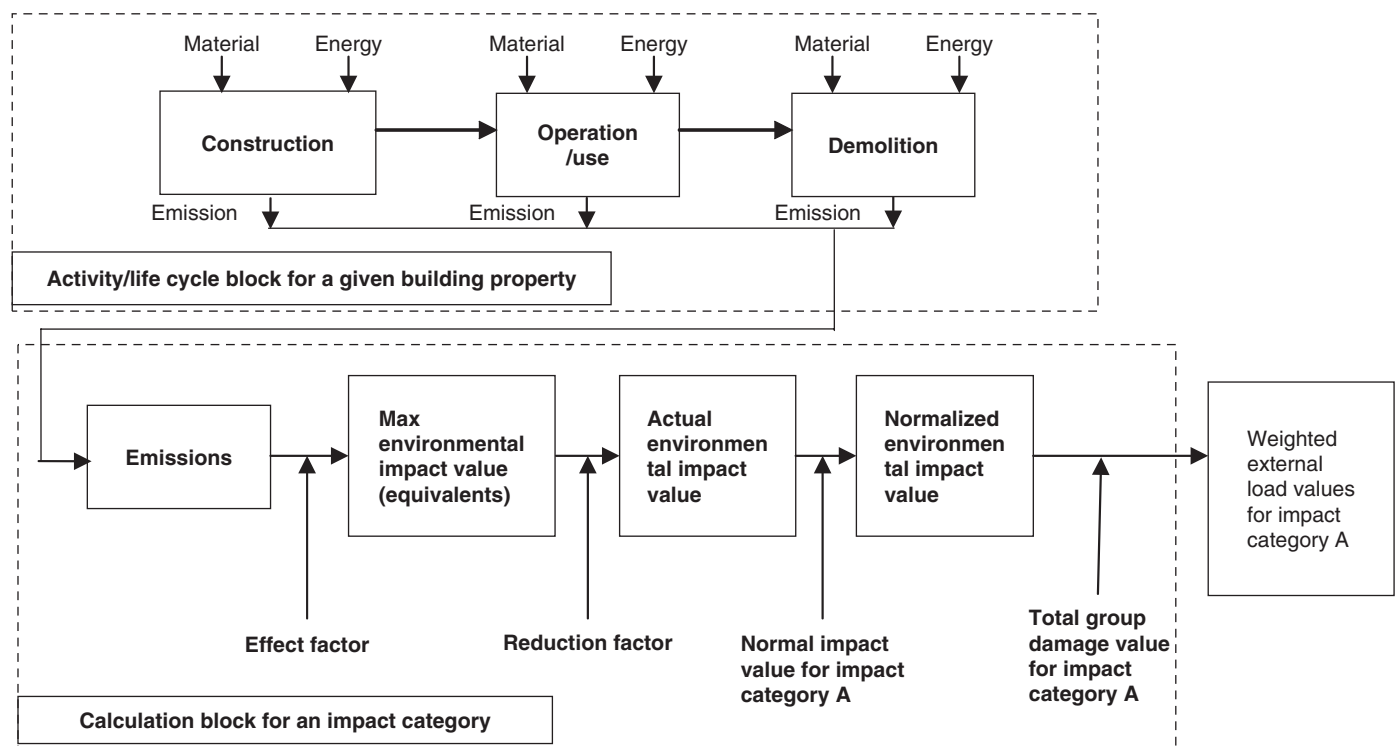 Material Energy Material Energy Material Energy
Construction
Operation
/use
Demolition
Emission Emission Emission
Activity/life cycle block for a given building property
Emissions
Max
environmental
impact value
(equivalents)
Actual
environmen
tal impact
value
Normalized
environmen
tal impact
value
Weighted
external
load values
for impact
category A
Effect factor
Reduction factor
Normal impact
value for impact
category A
Total group
damage value
for impact
category A
Calculation block for an impact category